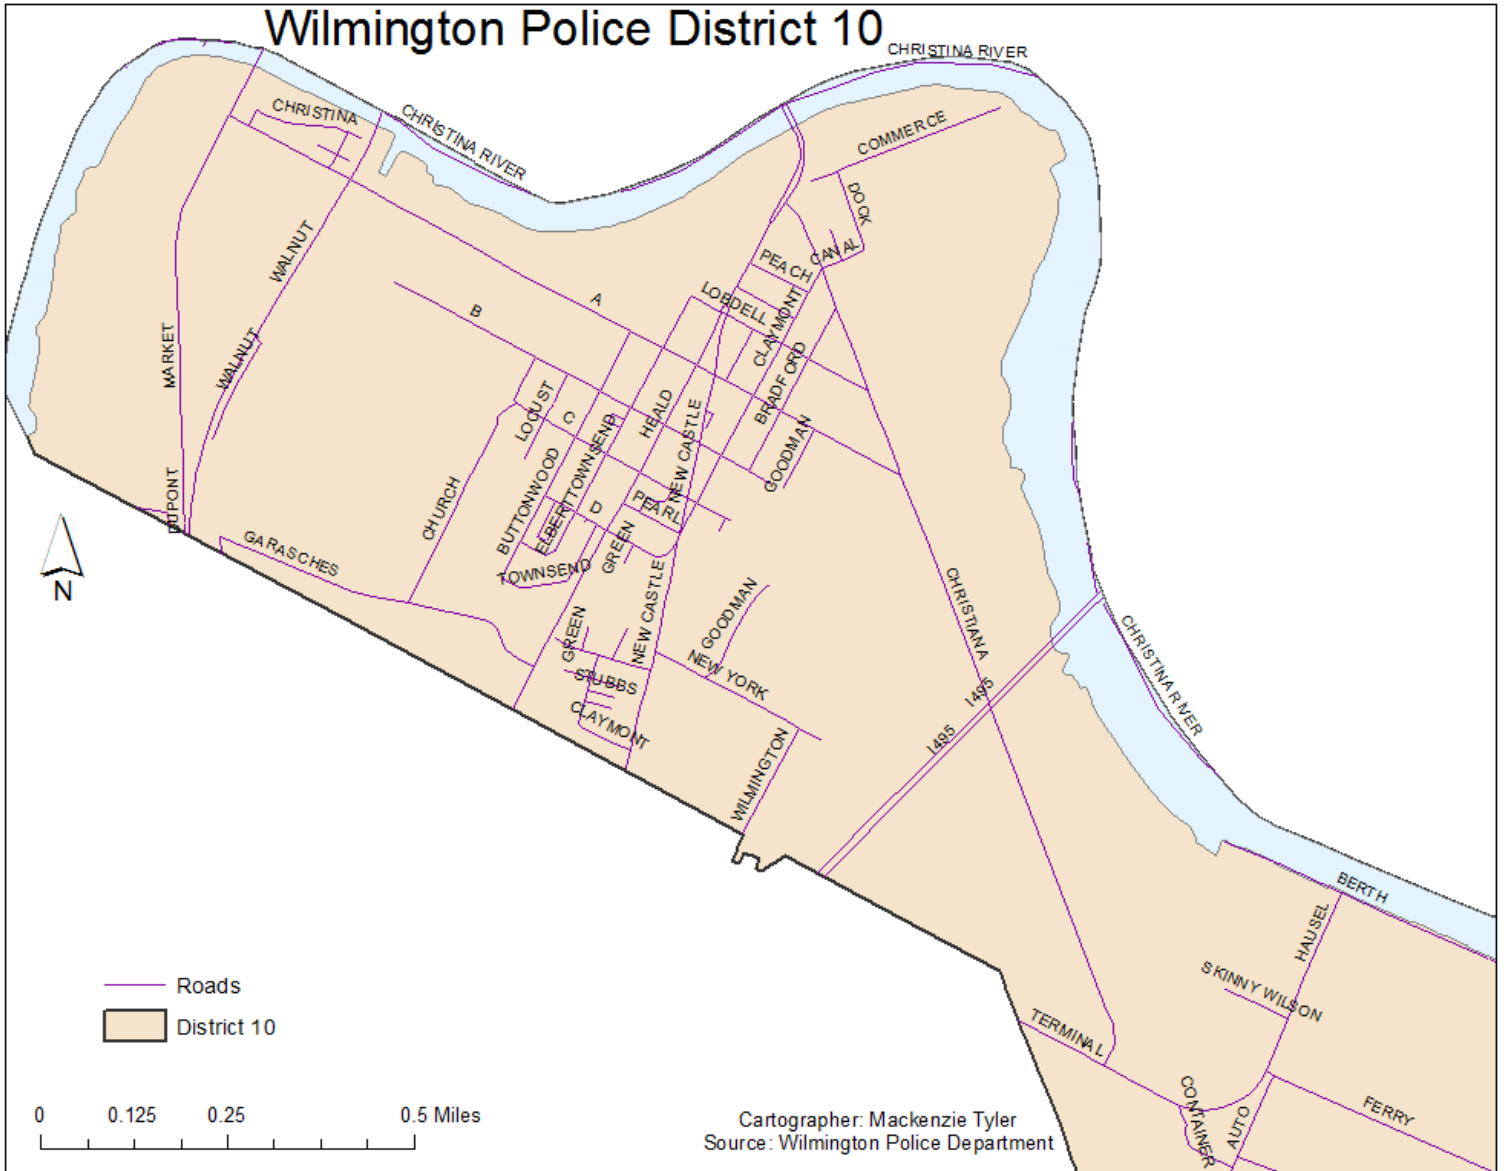 Wilmington Police District 10
CHRISTINA RIVER
CHRISTINA
CHRISTINA RIVER
COMMERCE
DOCK
WALNUT
CANAL
PEACH
LOBDELL
A
B
CLAYMONT
MARKET
WALNUT
BRADFORD
LOCUST
C
HEALD
NEW CASTLE
GOODMAN
TOWNSEND
BUTTONWOOD
ELBERT
DUPONT
CHURCH
D
PEARL
GREEN
GARASCHES
TOWNSEND
N
NEW CASTLE
GOODMAN
CHRISTIANA
GREEN
CHRISTINA RIVER
STUBBS
NEW YORK
I495
I495
CLAYMONT
WILMINGTON
BERTH
HAUSEL
SKINNY WILSON
Roads
District 10
TERMINAL
CONTAINER
AUTO
FERRY
0 0.125 0.25 0.5 Miles
Cartographer: Mackenzie Tyler
Source: Wilmington Police Department